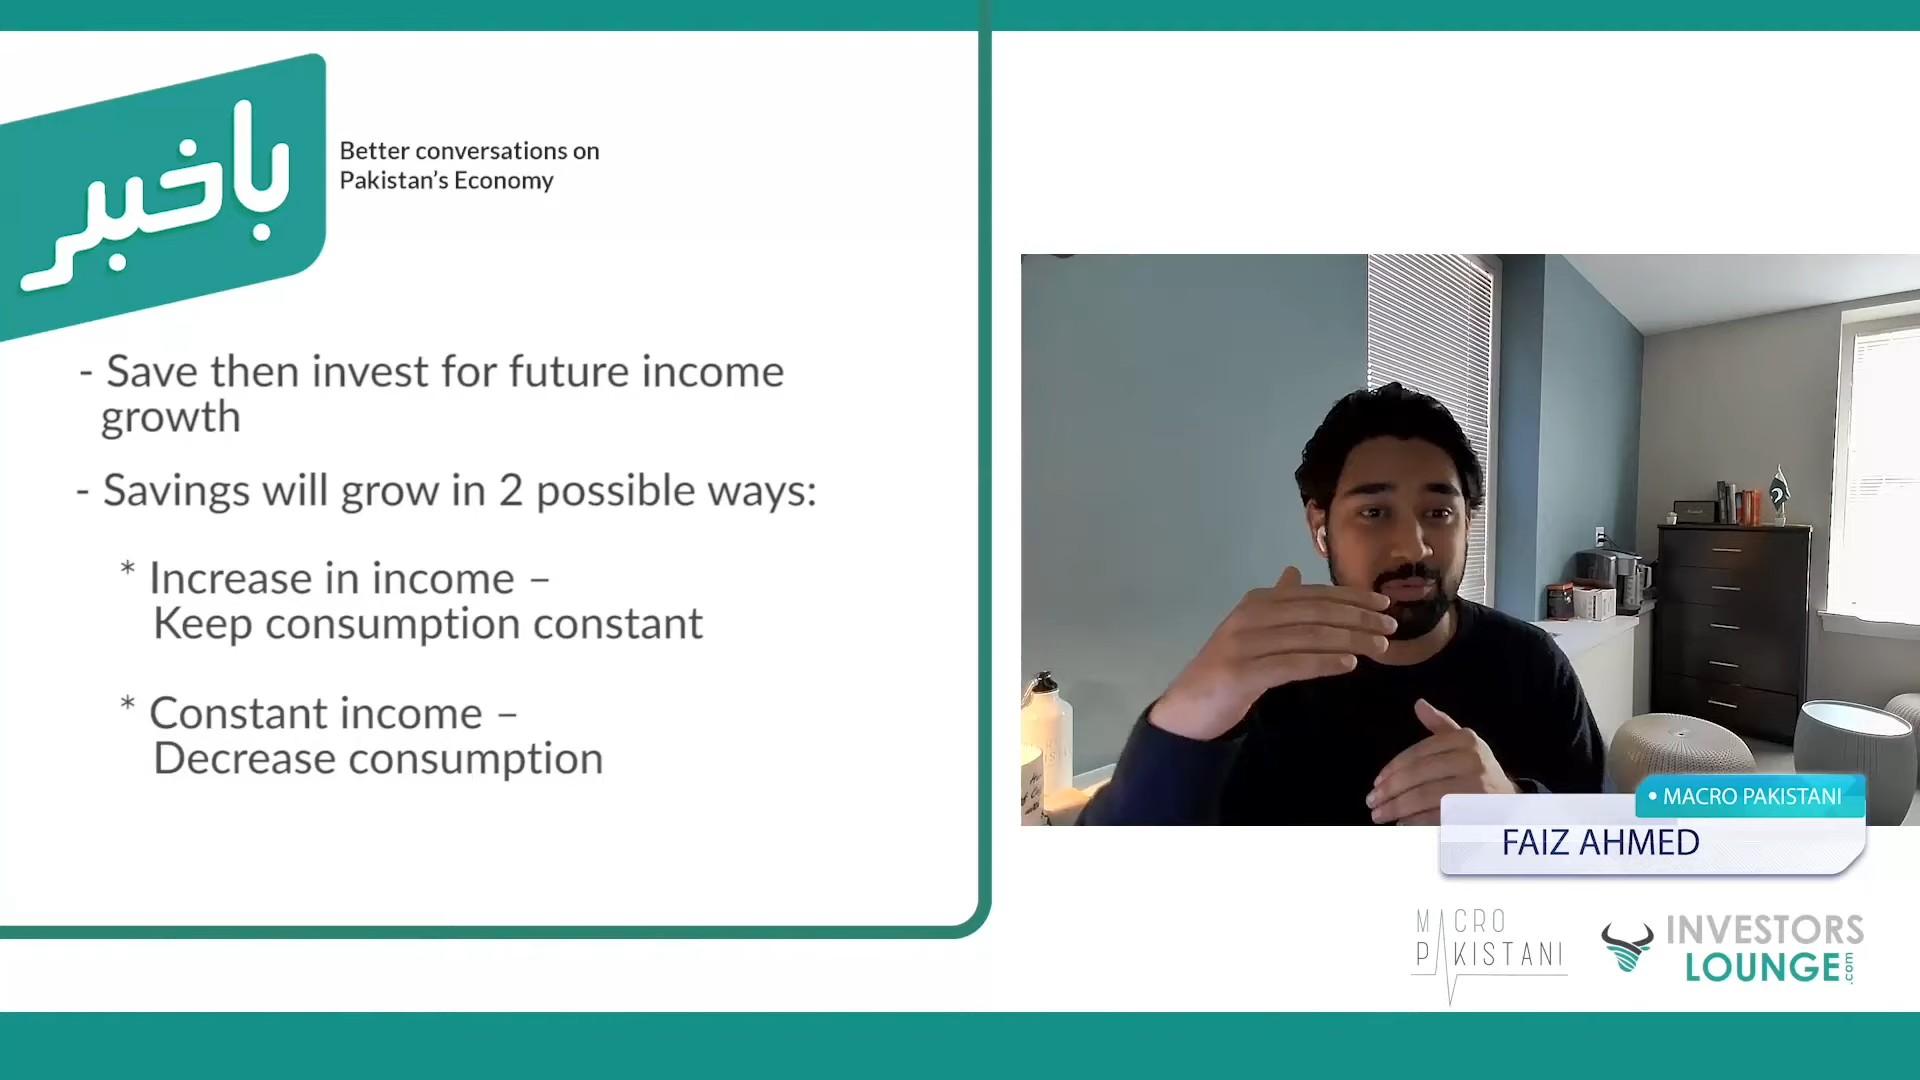 باخبر
Better conversations on
Pakistan's Economy
- Save then invest for future income
growth
- Savings will grow in 2 possible ways:
* Increase in income –
Keep consumption constant
* Constant income –
Decrease consumption
• MACRO PAKISTANI
FAIZ AHMED
MACRO
PAKISTANI
INVESTORS
LOUNGE.com